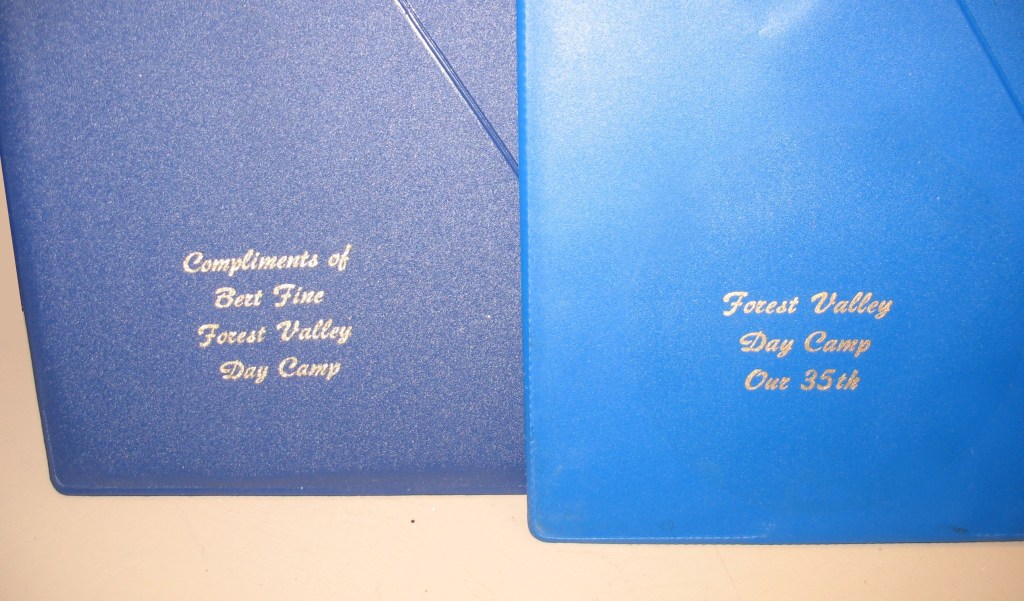 Compliments of
Bert Fine
Forest Valley
Day Camp
Forest Valley
Day Camp
Our 35th